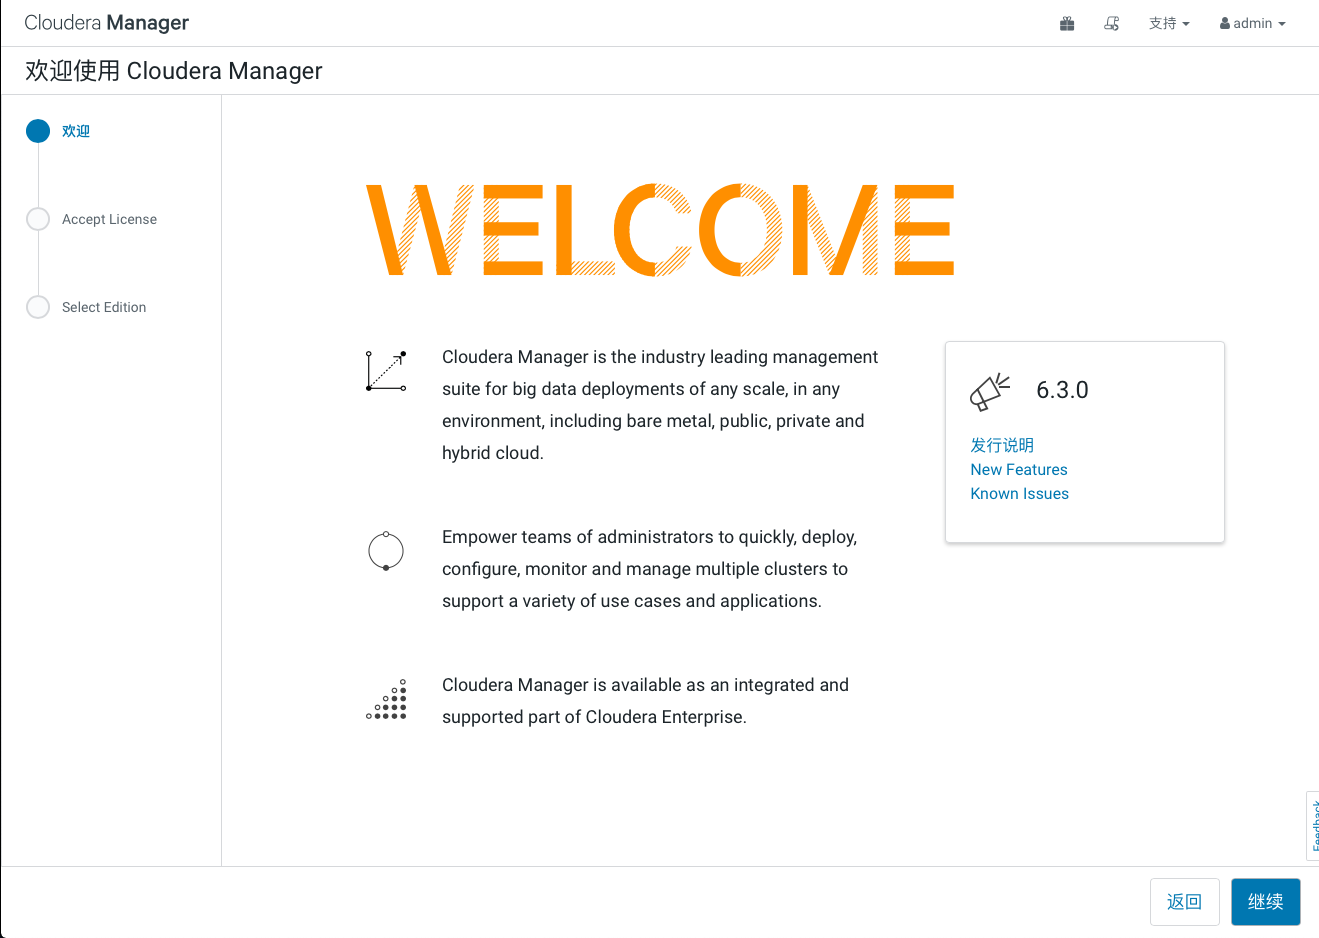 Cloudera Manager
支持
admin
欢迎使用 Cloudera Manager
欢迎
Accept License
Select Edition
WELCOME
Cloudera Manager is the industry leading management
suite for big data deployments of any scale, in any
environment, including bare metal, public, private and
hybrid cloud.
Empower teams of administrators to quickly, deploy,
configure, monitor and manage multiple clusters to
support a variety of use cases and applications.
Cloudera Manager is available as an integrated and
supported part of Cloudera Enterprise.
6.3.0
发行说明
New Features
Known Issues
Feedback
返回
继续